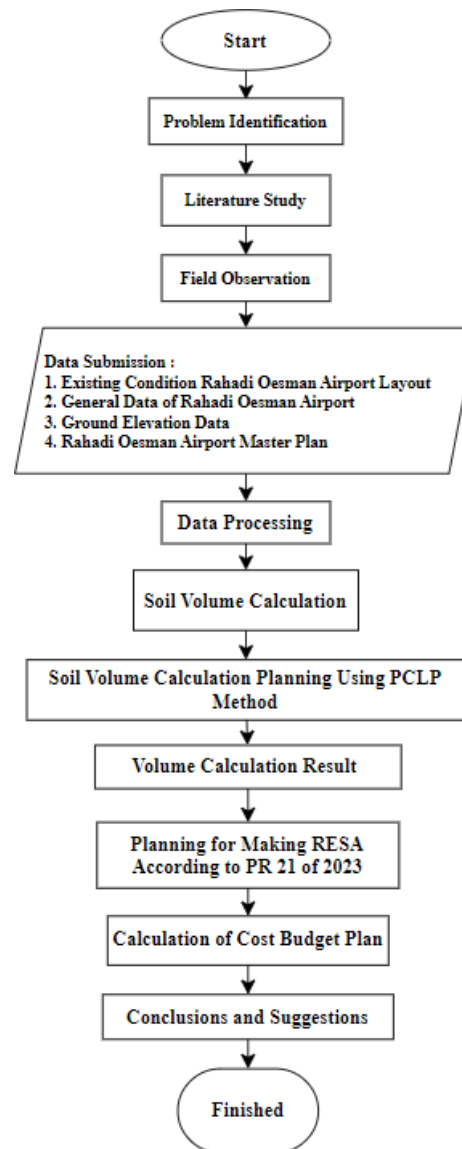 Start
Problem Identification
Literature Study
Field Observation
Data Submission :
1. Existing Condition Rahadi Oesman Airport Layout
2. General Data of Rahadi Oesman Airport
3. Ground Elevation Data
4. Rahadi Oesman Airport Master Plan
Data Processing
Soil Volume Calculation
Soil Volume Calculation Planning Using PCLP
Method
Volume Calculation Result
Planning for Making RESA
According to PR 21 of 2023
Calculation of Cost Budget Plan
Conclusions and Suggestions
Finished